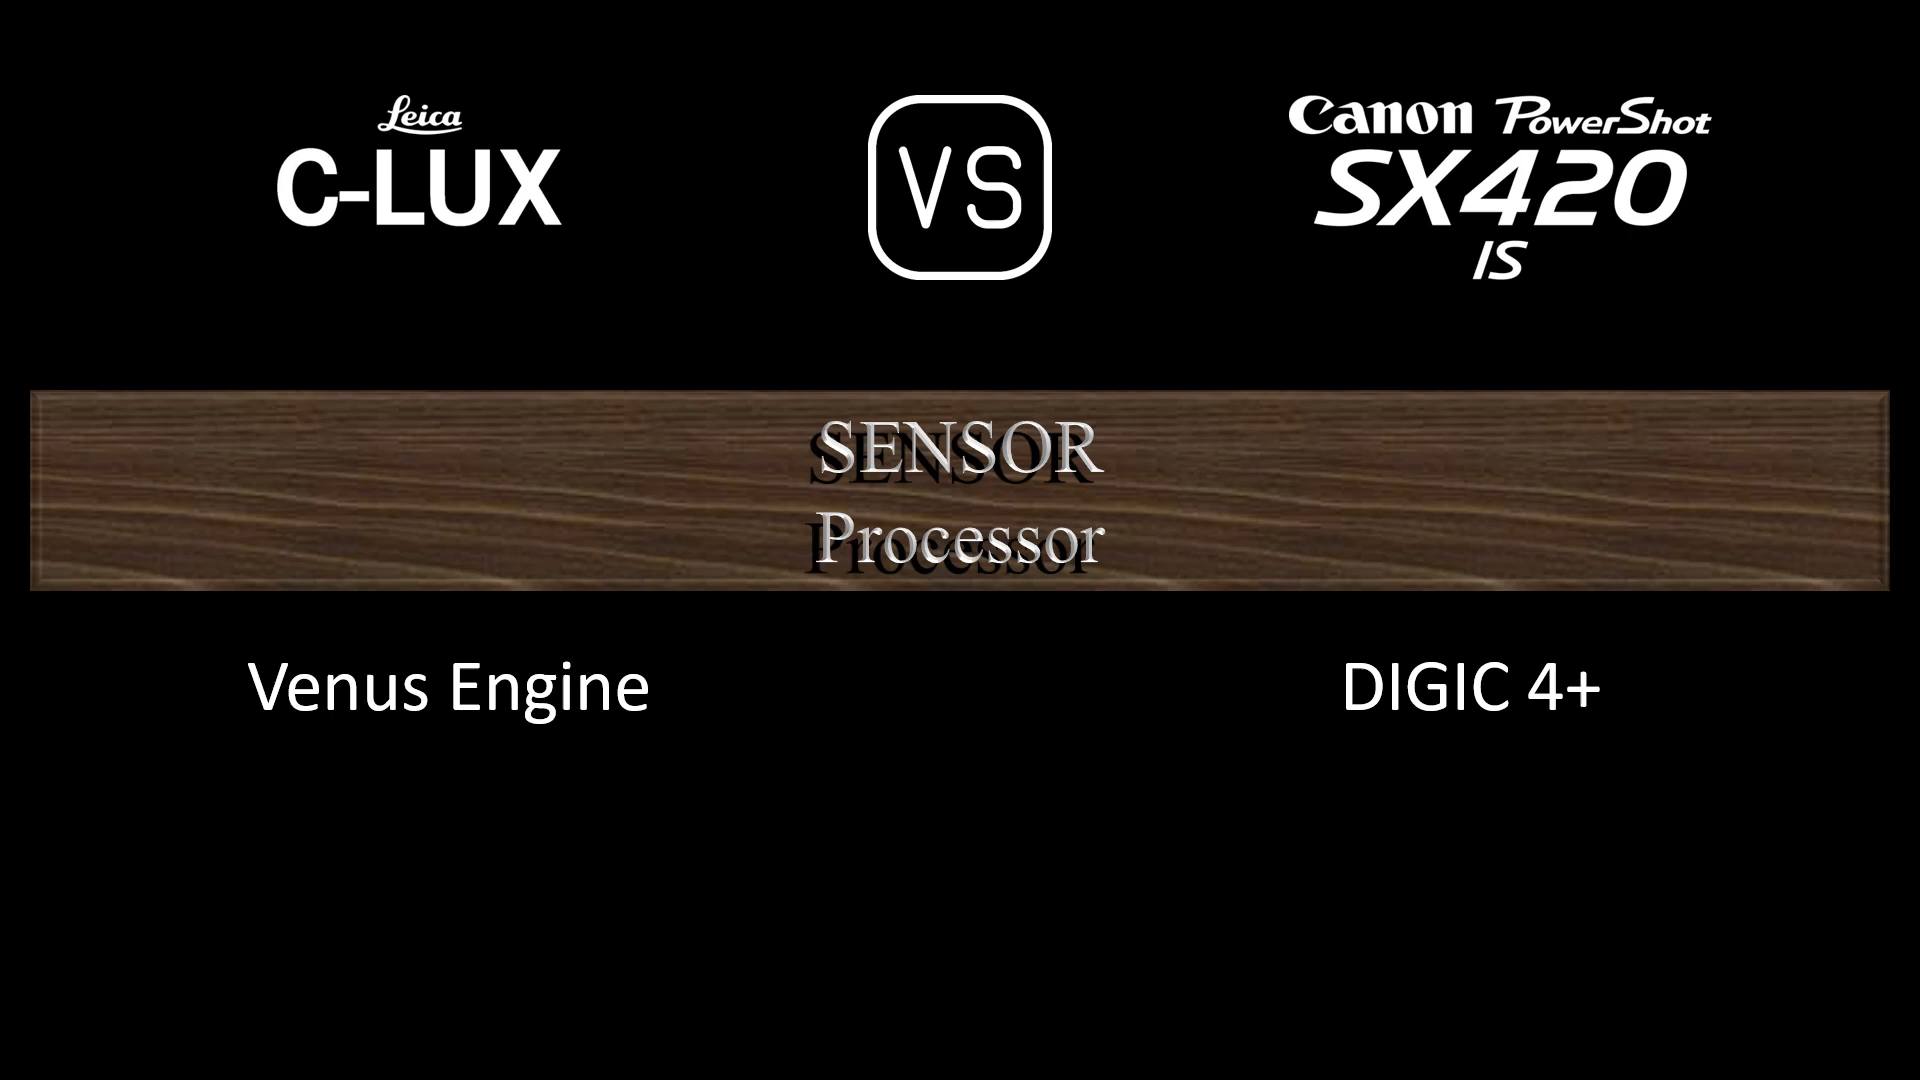 Leica
C-LUX
VS
Canon PowerShot
SX420
IS
SENSOR
Processor
Venus Engine
DIGIC 4+